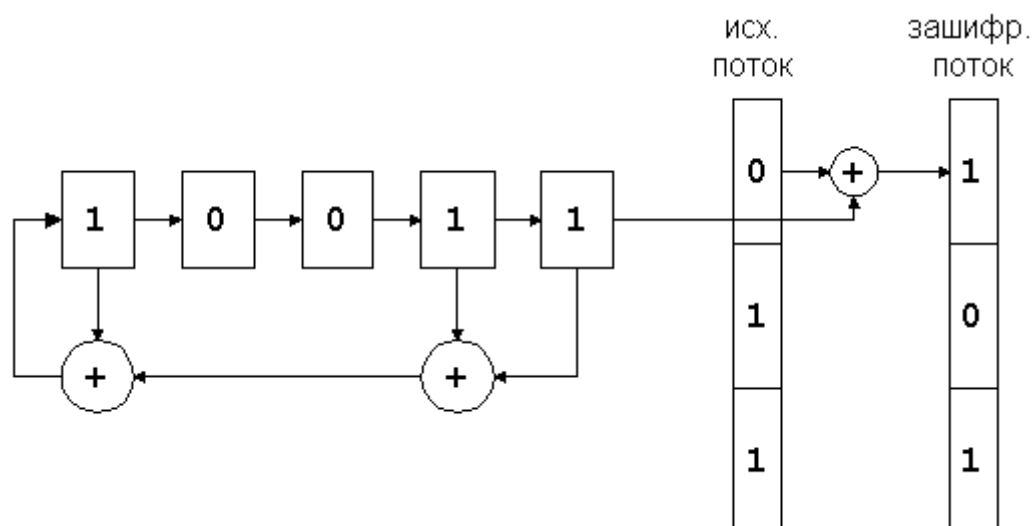 исх. зашифр.
поток поток
0 + 1
1 0 0 1 1
1 0
+ +
1 1